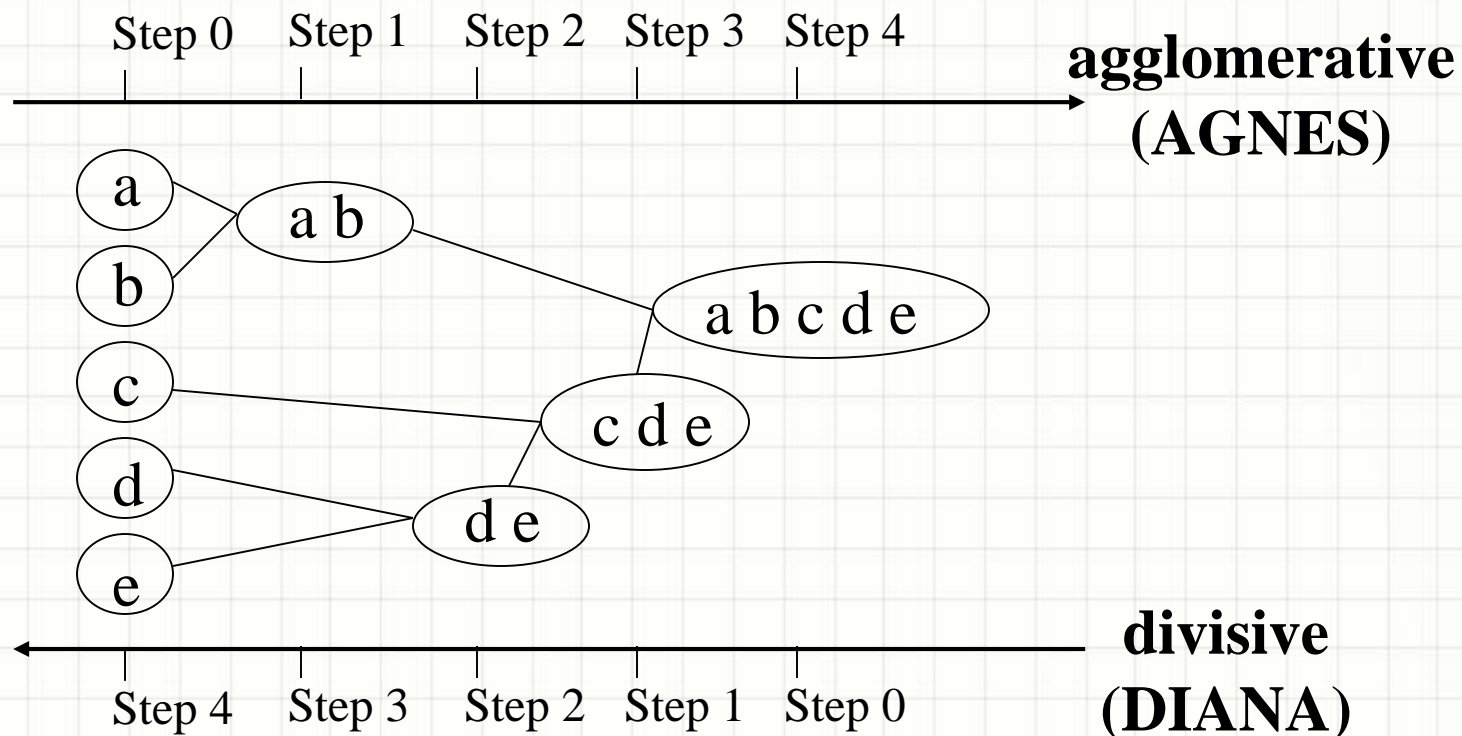 Step 0 Step 1 Step 2 Step 3 Step 4
agglomerative
(AGNES)
a
a b
b
a b c d e
c
c d e
d
d e
e
divisive
(DIANA)
Step 4 Step 3 Step 2 Step 1 Step 0